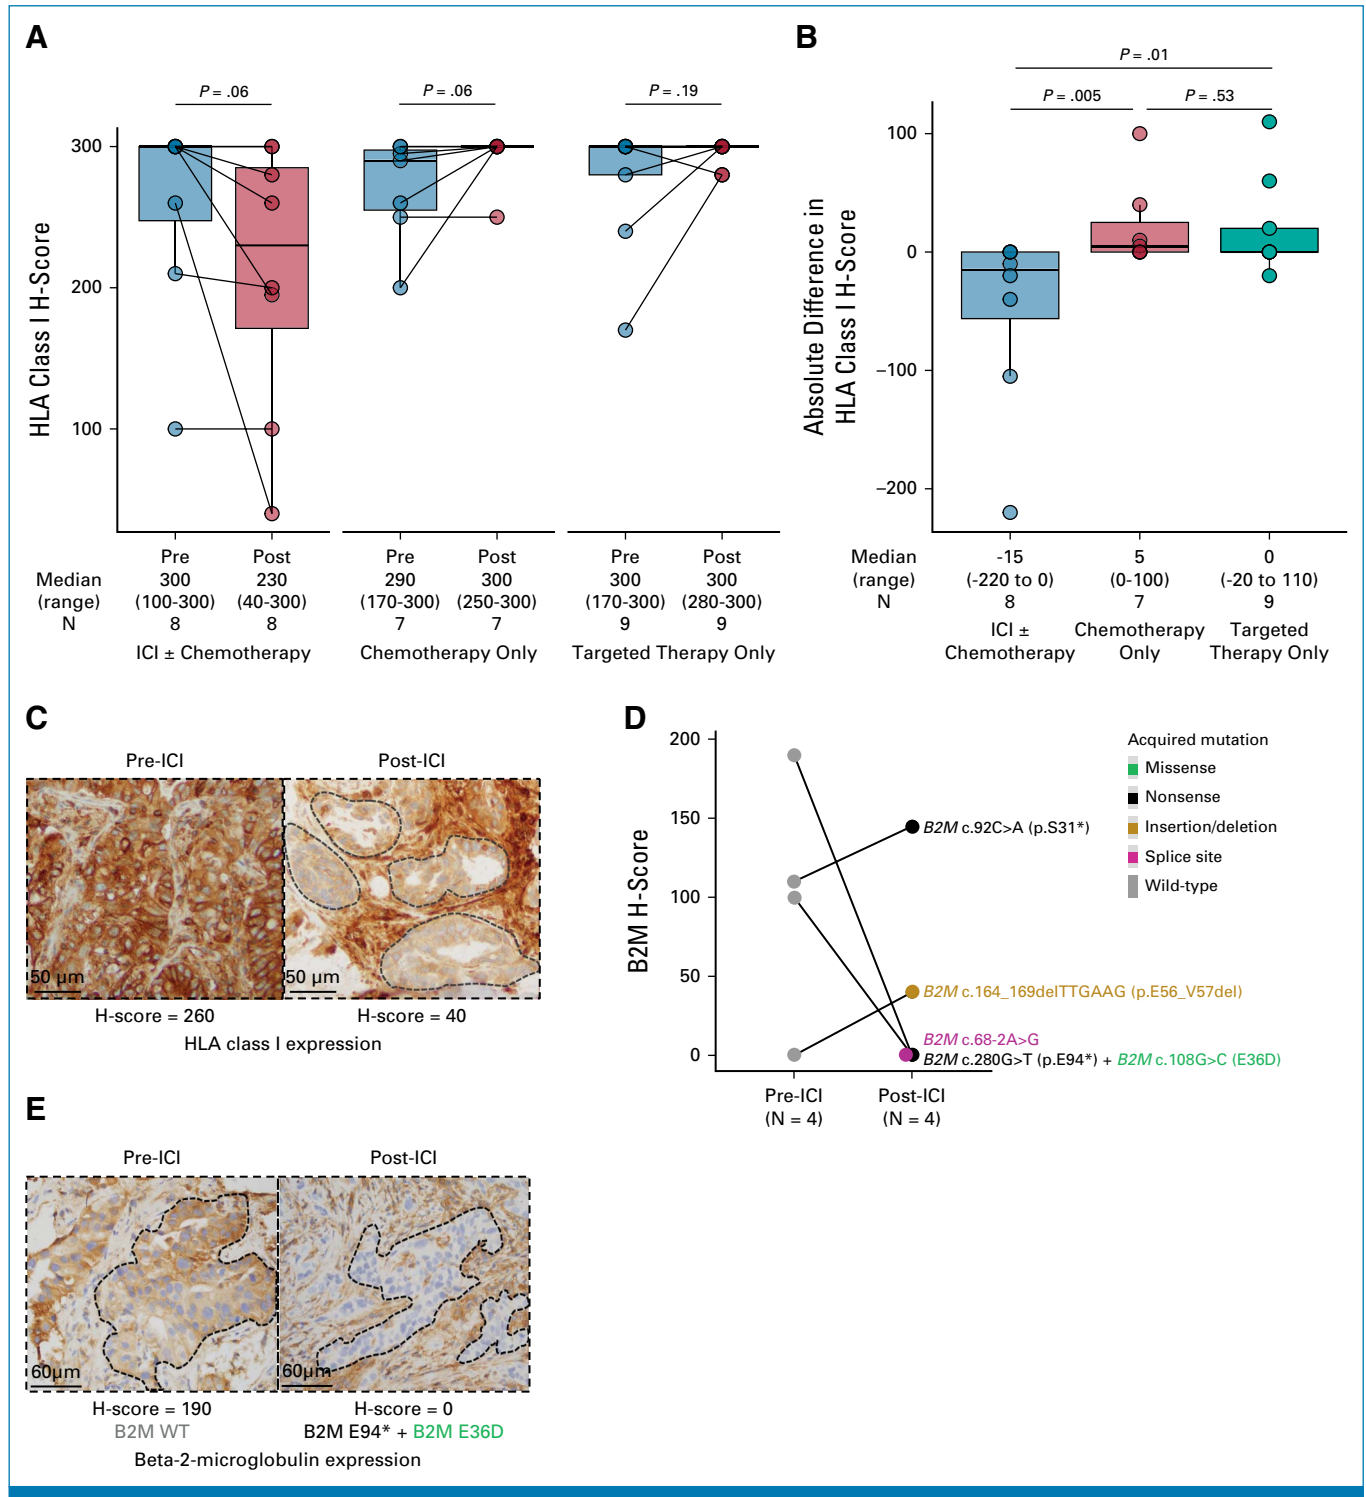 A
P = .06
P = .06
P = .19
HLA Class I H-Score
300
200
100
Pre Post Pre Post Pre Post
Median 300 230 290 300 300 300
(range) (100-300) (40-300) (170-300) (250-300) (170-300) (280-300)
N 8 8 7 7 9 9
ICI ± Chemotherapy Chemotherapy Only Targeted Therapy Only
B
P = .01
P = .005
P = .53
Absolute Difference in
HLA Class I H-Score
100
0
−100
−200
Median -15 5 0
(range) (-220 to 0) (0-100) (-20 to 110)
N 8 7 9
ICI ± Chemotherapy Targeted
Chemotherapy Only Therapy Only
C
Pre-ICI Post-ICI
50 µm 50 µm
H-score = 260 H-score = 40
HLA class I expression
D
B2M H-Score
200
150
100
50
0
Acquired mutation
Missense
Nonsense
Insertion/deletion
Splice site
Wild-type
B2M c.92C>A (p.S31*)
B2M c.164_169delTTGAAG (p.E56_V57del)
B2M c.68-2A>G
B2M c.280G>T (p.E94*) + B2M c.108G>C (E36D)
Pre-ICI Post-ICI
(N = 4) (N = 4)
E
Pre-ICI Post-ICI
60µm 60µm
H-score = 190 H-score = 0
B2M WT B2M E94* + B2M E36D
Beta-2-microglobulin expression